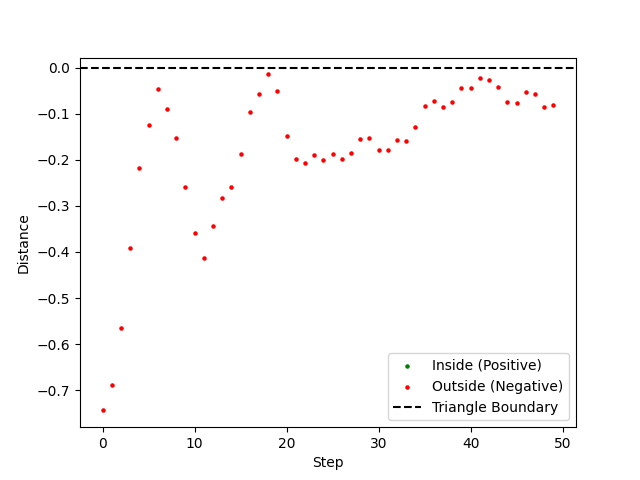 0.0
−0.1
−0.2
−0.3
−0.4
−0.5
−0.6
−0.7
Distance
Inside (Positive)
Outside (Negative)
Triangle Boundary
0 10 20 30 40 50
Step